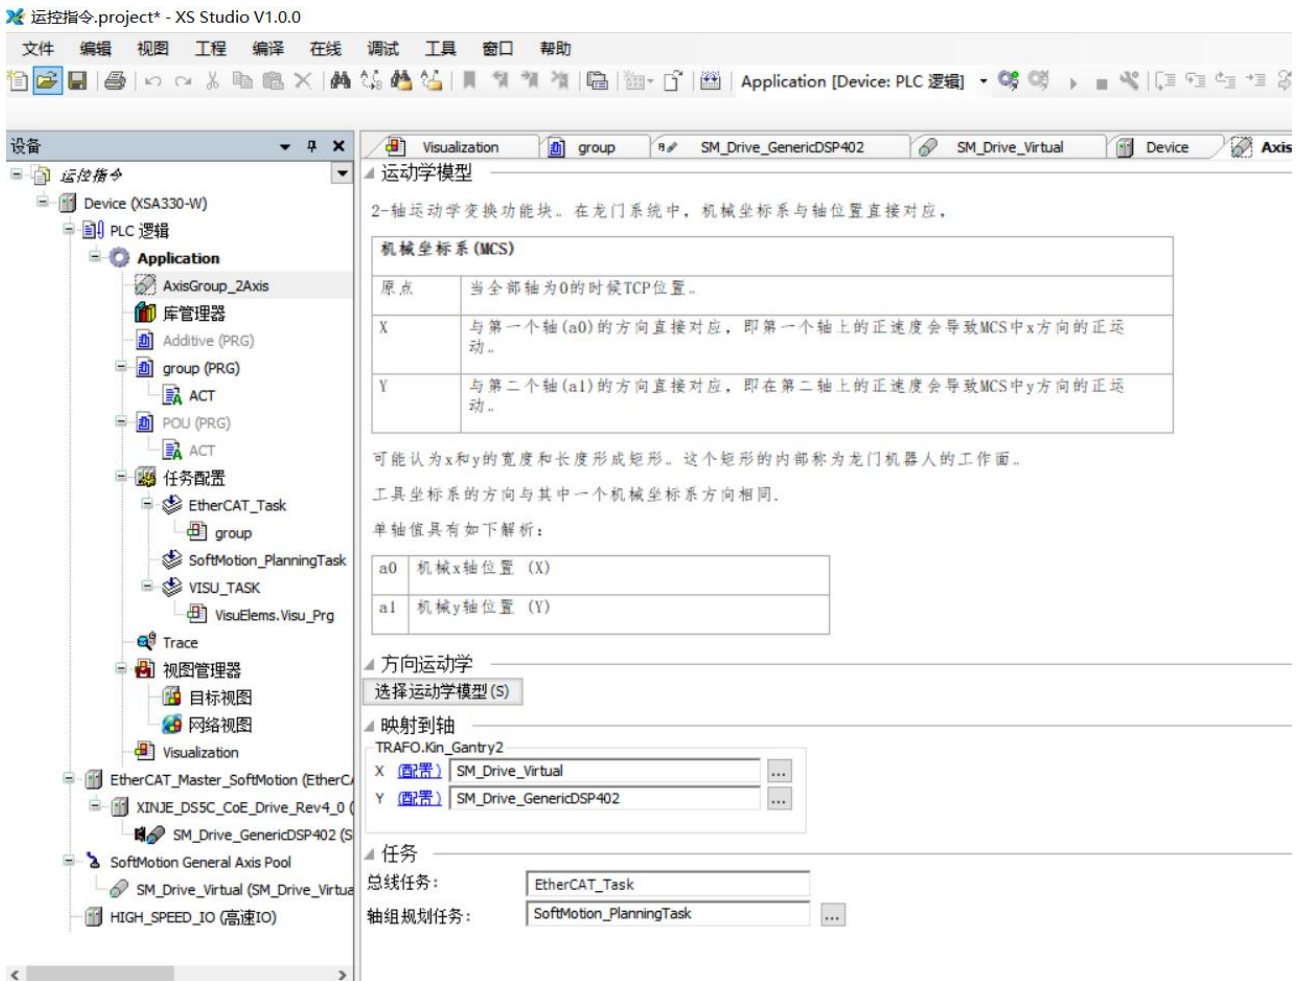 运控指令.project* - XS Studio V1.0.0
文件 编辑 视图 工程 编译 在线 调试 工具 窗口 帮助
Application [Device: PLC 逻辑]
设备
Visualization group SM_Drive_GenericDSP402 SM_Drive_Virtual Device Axis
运控指令
Device (XSA330-W)
PLC 逻辑
Application
AxisGroup_2Axis
库管理器
Additive (PRG)
group (PRG)
ACT
POU (PRG)
ACT
任务配置
EtherCAT_Task
group
SoftMotion_PlanningTask
VISU_TASK
VisuElems.Visu_Prg
Trace
视图管理器
目标视图
网络视图
Visualization
EtherCAT_Master_SoftMotion (EtherCA
XINJE_DS5C_CoE_Drive_Rev4_0 (
SM_Drive_GenericDSP402 (S
SoftMotion General Axis Pool
SM_Drive_Virtual (SM_Drive_Virtua
HIGH_SPEED_IO (高速IO)
运动学模型
2-轴运动学变换功能块。在龙门系统中，机械坐标系与轴位置直接对应，
机械坐标系(MCS)
原点 当全部轴为0的时候TCP位置。
X 与第一个轴(a0)的方向直接对应，即第一个轴上的正速度会导致MCS中x方向的正运
动。
Y 与第二个轴(a1)的方向直接对应，即在第二轴上的正速度会导致MCS中y方向的正运
动。
可能认为x和y的宽度和长度形成矩形。这个矩形的内部称为龙门机器人的工作面。
工具坐标系的方向与其中一个机械坐标系方向相同.
单轴值具有如下解析：
a0 机械x轴位置 (X)
a1 机械y轴位置 (Y)
方向运动学
选择运动学模型(S)
映射到轴
TRAFO.Kin_Gantry2
X (配置) SM_Drive_Virtual ...
Y (配置) SM_Drive_GenericDSP402 ...
任务
总线任务： EtherCAT_Task
轴组规划任务： SoftMotion_PlanningTask ...